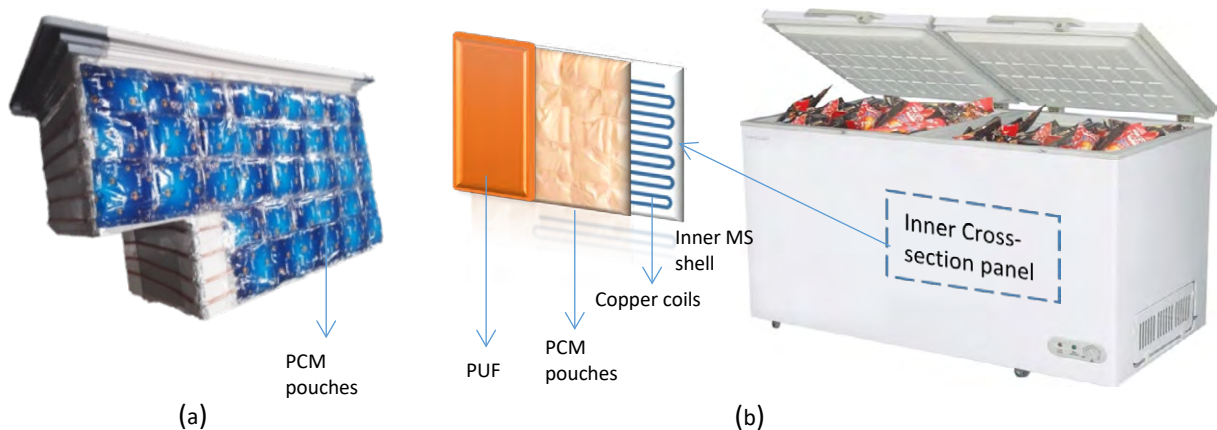 PCM
pouches
(a)
PUF
PCM
pouches
Copper coils
Inner MS
shell
(b)
Inner Cross-
section panel